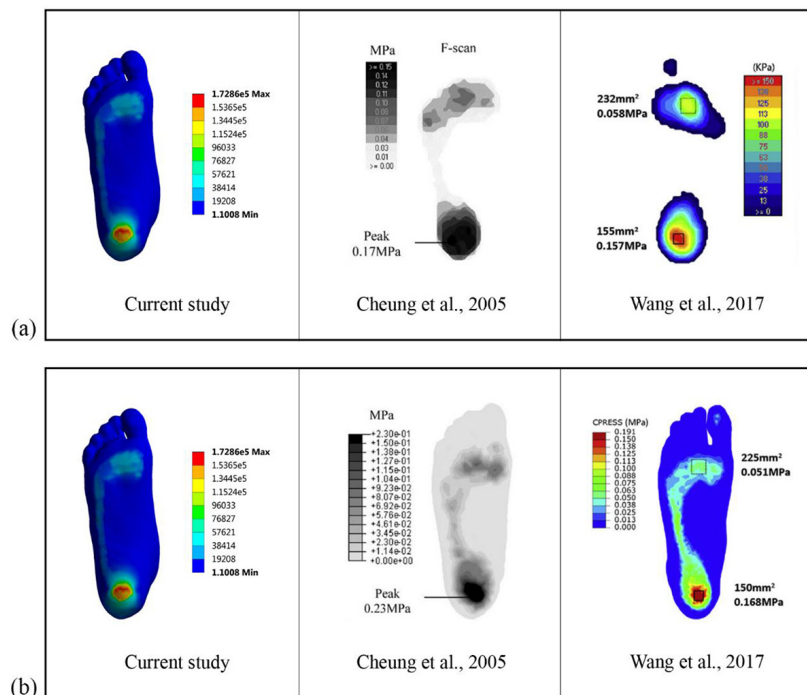 MPa
F-scan
>= 0.15
0.14
0.12
0.11
0.10
0.09
0.08
0.07
0.06
0.05
0.04
0.03
0.01
>= 0.00
Peak
0.17MPa
1.7286e5 Max
1.5365e5
1.3445e5
1.1524e5
96033
76827
57621
38414
19208
1.1008 Min
(KPa)
>= 150
138
125
113
100
88
75
63
38
25
13
>= 0
232mm²
0.058MPa
155mm²
0.157MPa
Current study
Cheung et al., 2005
Wang et al., 2017
(a)
1.7286e5 Max
1.5365e5
1.3445e5
1.1524e5
96033
76827
57621
38414
19208
1.1008 Min
MPa
+2.30e-01
+1.50e-01
+1.38e-01
+1.27e-01
+1.15e-01
+1.04e-01
+9.23e-02
+8.07e-02
+6.92e-02
+5.76e-02
+4.61e-02
+3.45e-02
+2.30e-02
+1.14e-02
+0.00e+00
Peak
0.23MPa
CPRESS (MPa)
0.191
0.150
0.138
0.125
0.113
0.100
0.088
0.075
0.063
0.050
0.038
0.025
0.013
0.000
225mm²
0.051MPa
150mm²
0.168MPa
Current study
Cheung et al., 2005
Wang et al., 2017
(b)